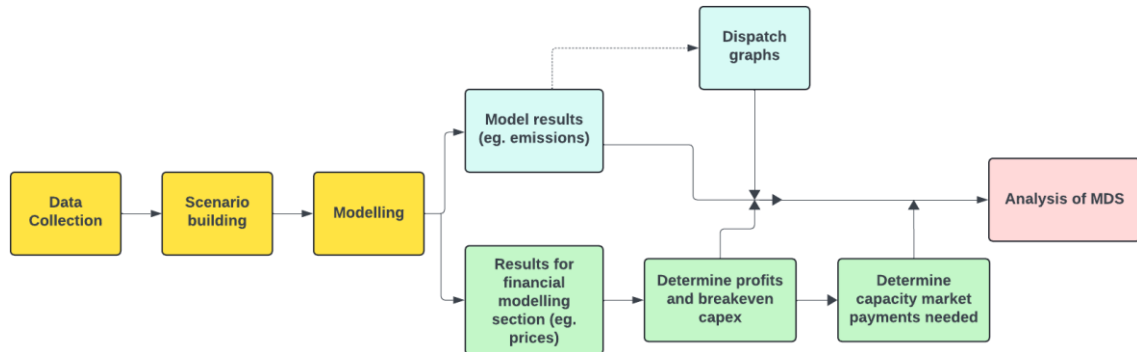 Data
Collection
Scenario
building
Modelling
Model results
(eg. emissions)
Dispatch
graphs
Results for
financial
modelling
section (eg.
prices)
Determine profits
and breakeven
capex
Determine
capacity market
payments needed
Analysis of MDS